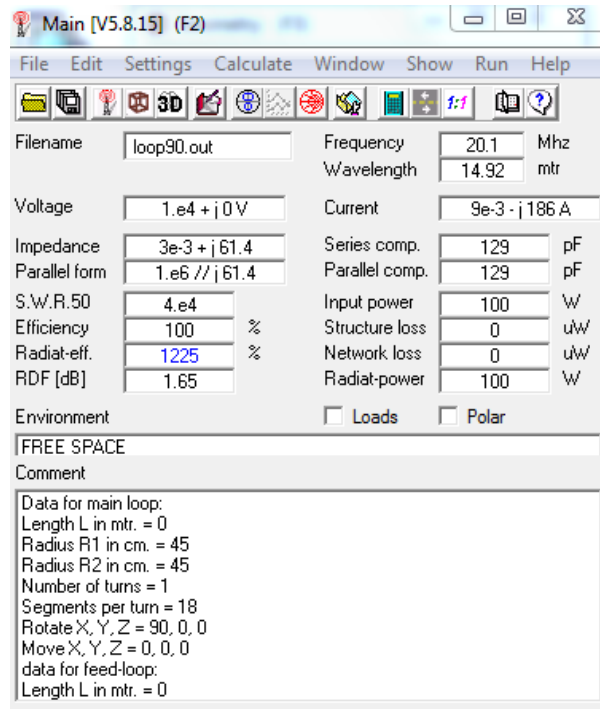 Main [V5.8.15] (F2)
File Edit Settings Calculate Window Show Run Help
3D 1:1
Filename loop90.out Frequency 20.1 Mhz
Wavelength 14.92 mtr
Voltage 1.e4 + j 0 V Current 9e-3 - j 186 A
Impedance 3e-3 + j 61.4 Series comp. 129 pF
Parallel form 1.e6 // j 61.4 Parallel comp. 129 pF
S.W.R.50 4.e4 Input power 100 W
Efficiency 100 % Structure loss 0 uW
Radiat-eff. 1225 % Network loss 0 uW
RDF [dB] 1.65 Radiat-power 100 W
Environment Loads Polar
FREE SPACE
Comment
Data for main loop:
Length L in mtr. = 0
Radius R1 in cm. = 45
Radius R2 in cm. = 45
Number of turns = 1
Segments per turn = 18
Rotate X, Y, Z = 90, 0, 0
Move X, Y, Z = 0, 0, 0
data for feed-loop:
Length L in mtr. = 0